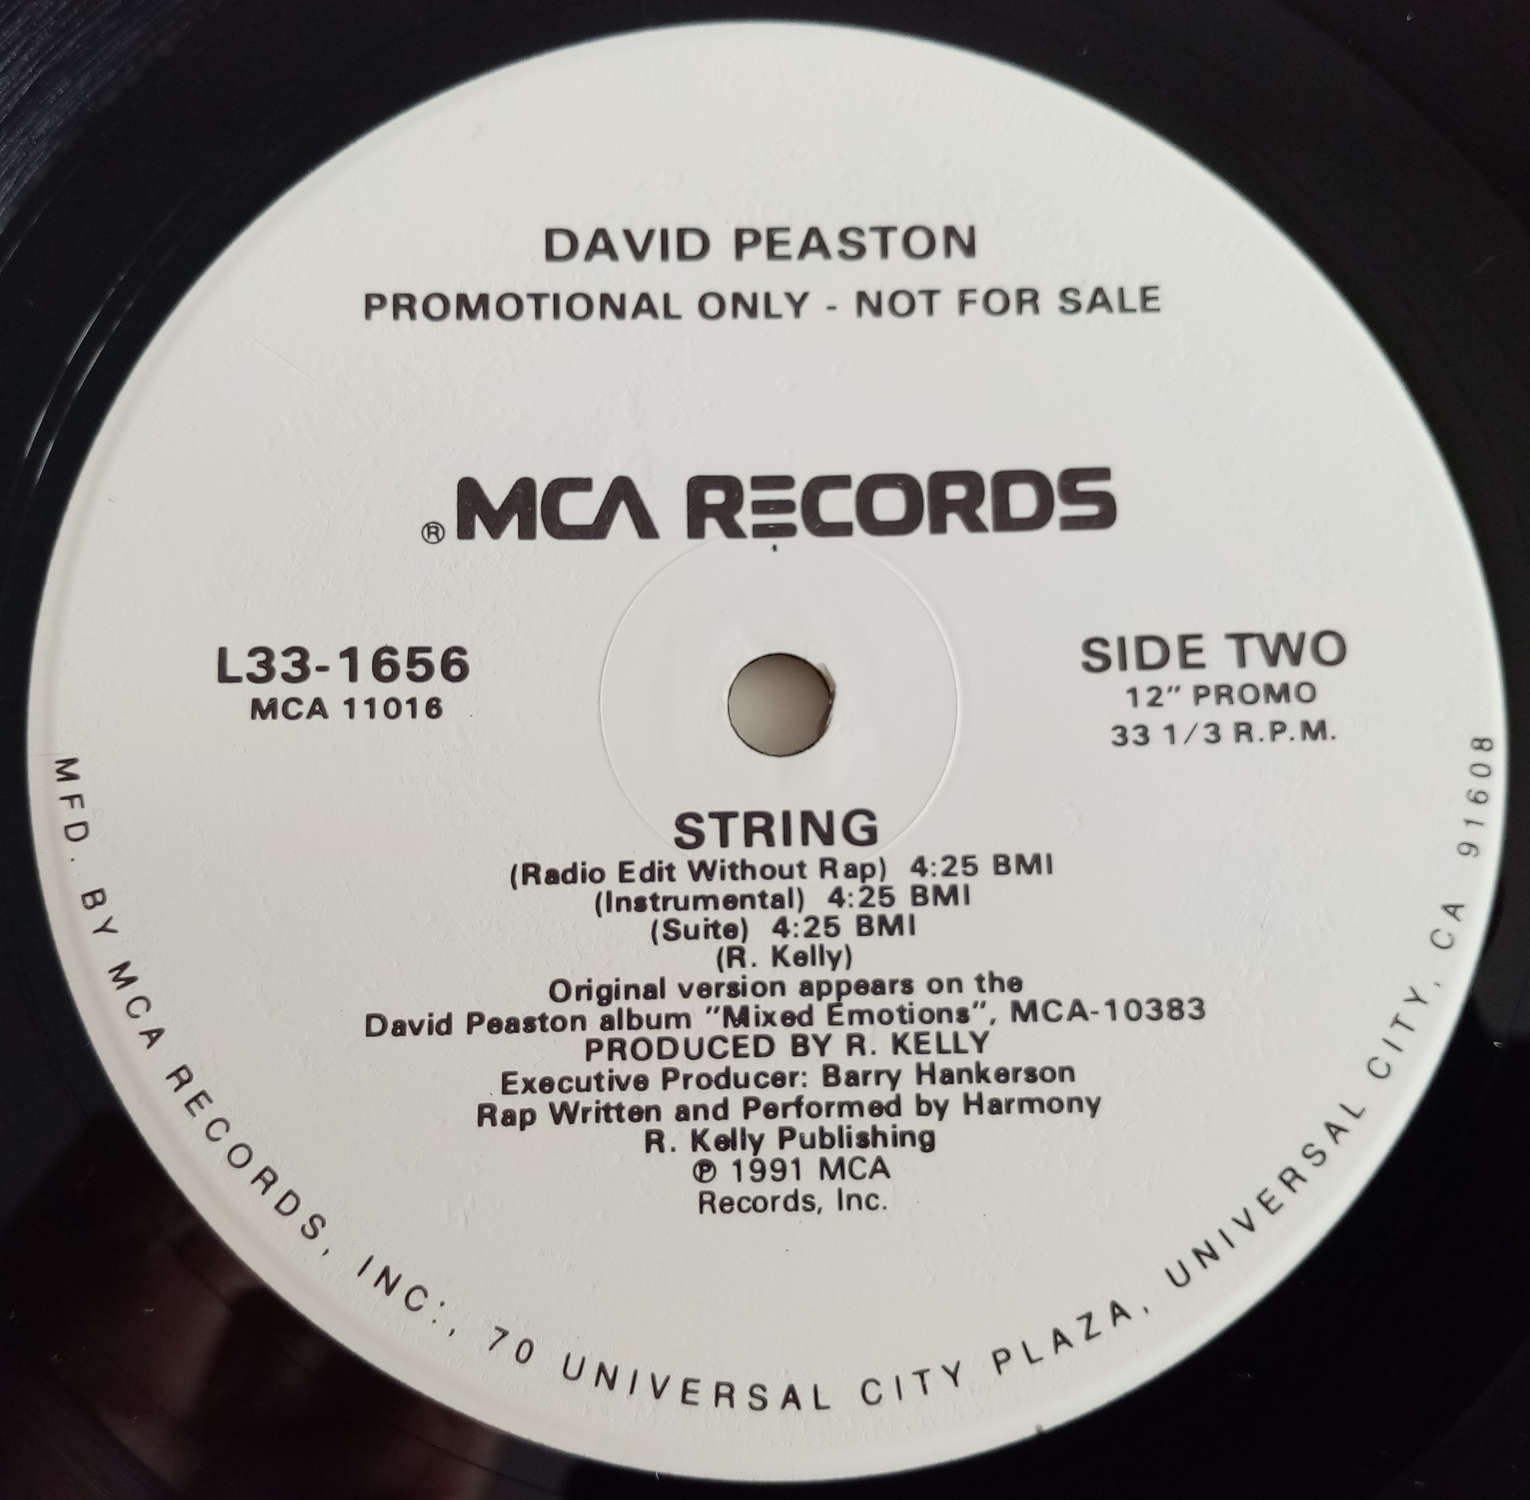 DAVID PEASTON
PROMOTIONAL ONLY - NOT FOR SALE
® MCA RECORDS
L33-1656
MCA 11016
SIDE TWO
12" PROMO
33 1/3 R.P.M.
STRING
(Radio Edit Without Rap) 4:25 BMI
(Instrumental) 4:25 BMI
(Suite) 4:25 BMI
(R. Kelly)
Original version appears on the
David Peaston album "Mixed Emotions", MCA-10383
PRODUCED BY R. KELLY
Executive Producer: Barry Hankerson
Rap Written and Performed by Harmony
R. Kelly Publishing
℗ 1991 MCA
Records, Inc.
MFD. BY MCA RECORDS, INC., 70 UNIVERSAL CITY PLAZA, UNIVERSAL CITY, CA 91608